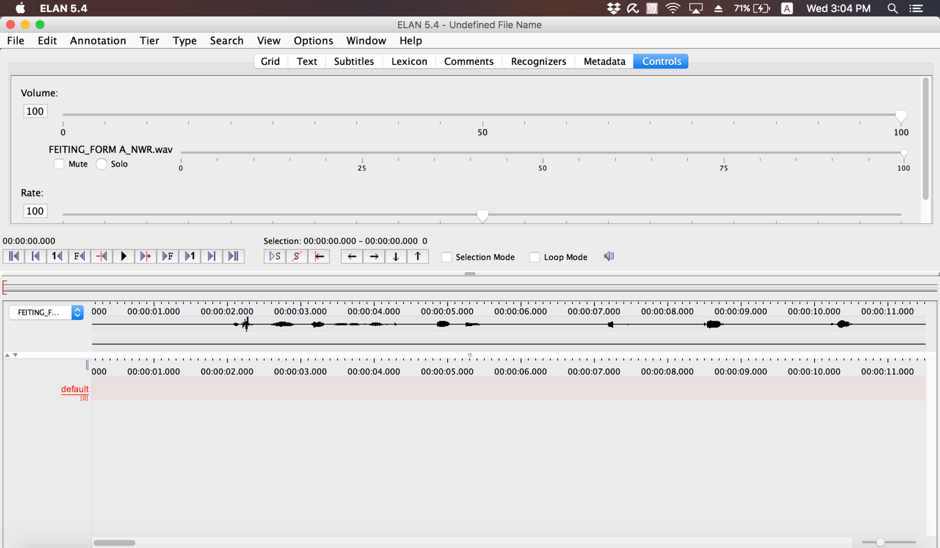 ELAN 5.4 71% A Wed 3:04 PM
ELAN 5.4 - Undefined File Name
File Edit Annotation Tier Type Search View Options Window Help
Grid Text Subtitles Lexicon Comments Recognizers Metadata Controls
Volume:
100
0 50 100
FEITING_FORM A_NWR.wav
Mute Solo
0 25 50 75 100
Rate:
100
00:00:00.000 Selection: 00:00:00.000 - 00:00:00.000 0
1 F F 1 S S Selection Mode Loop Mode
FEITING_F... 000 00:00:01.000 00:00:02.000 00:00:03.000 00:00:04.000 00:00:05.000 00:00:06.000 00:00:07.000 00:00:08.000 00:00:09.000 00:00:10.000 00:00:11.000
000 00:00:01.000 00:00:02.000 00:00:03.000 00:00:04.000 00:00:05.000 00:00:06.000 00:00:07.000 00:00:08.000 00:00:09.000 00:00:10.000 00:00:11.000
default
[0]